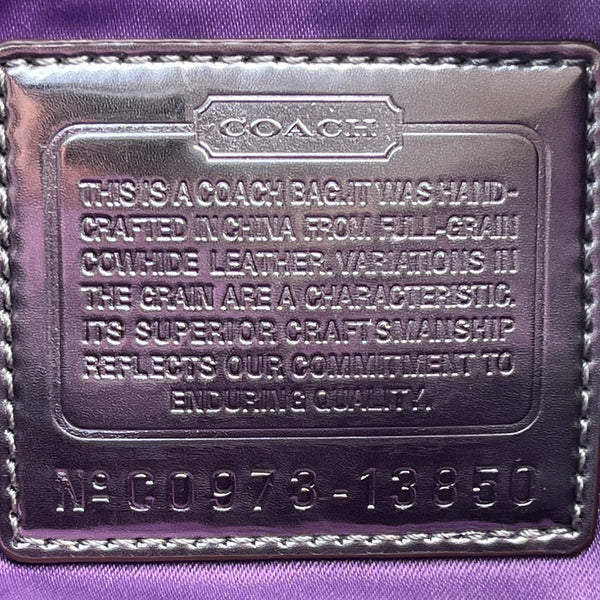 COACH
THIS IS A COACH BAG.IT WAS HAND-
CRAFTED IN CHINA FROM FULL-GRAIN
COWHIDE LEATHER. VARIATIONS IN
THE GRAIN ARE A CHARACTERISTIC.
ITS SUPERIOR CRAFTSMANSHIP
REFLECTS OUR COMMITMENT TO
ENDURING QUALITY.
Nº C0973-13850